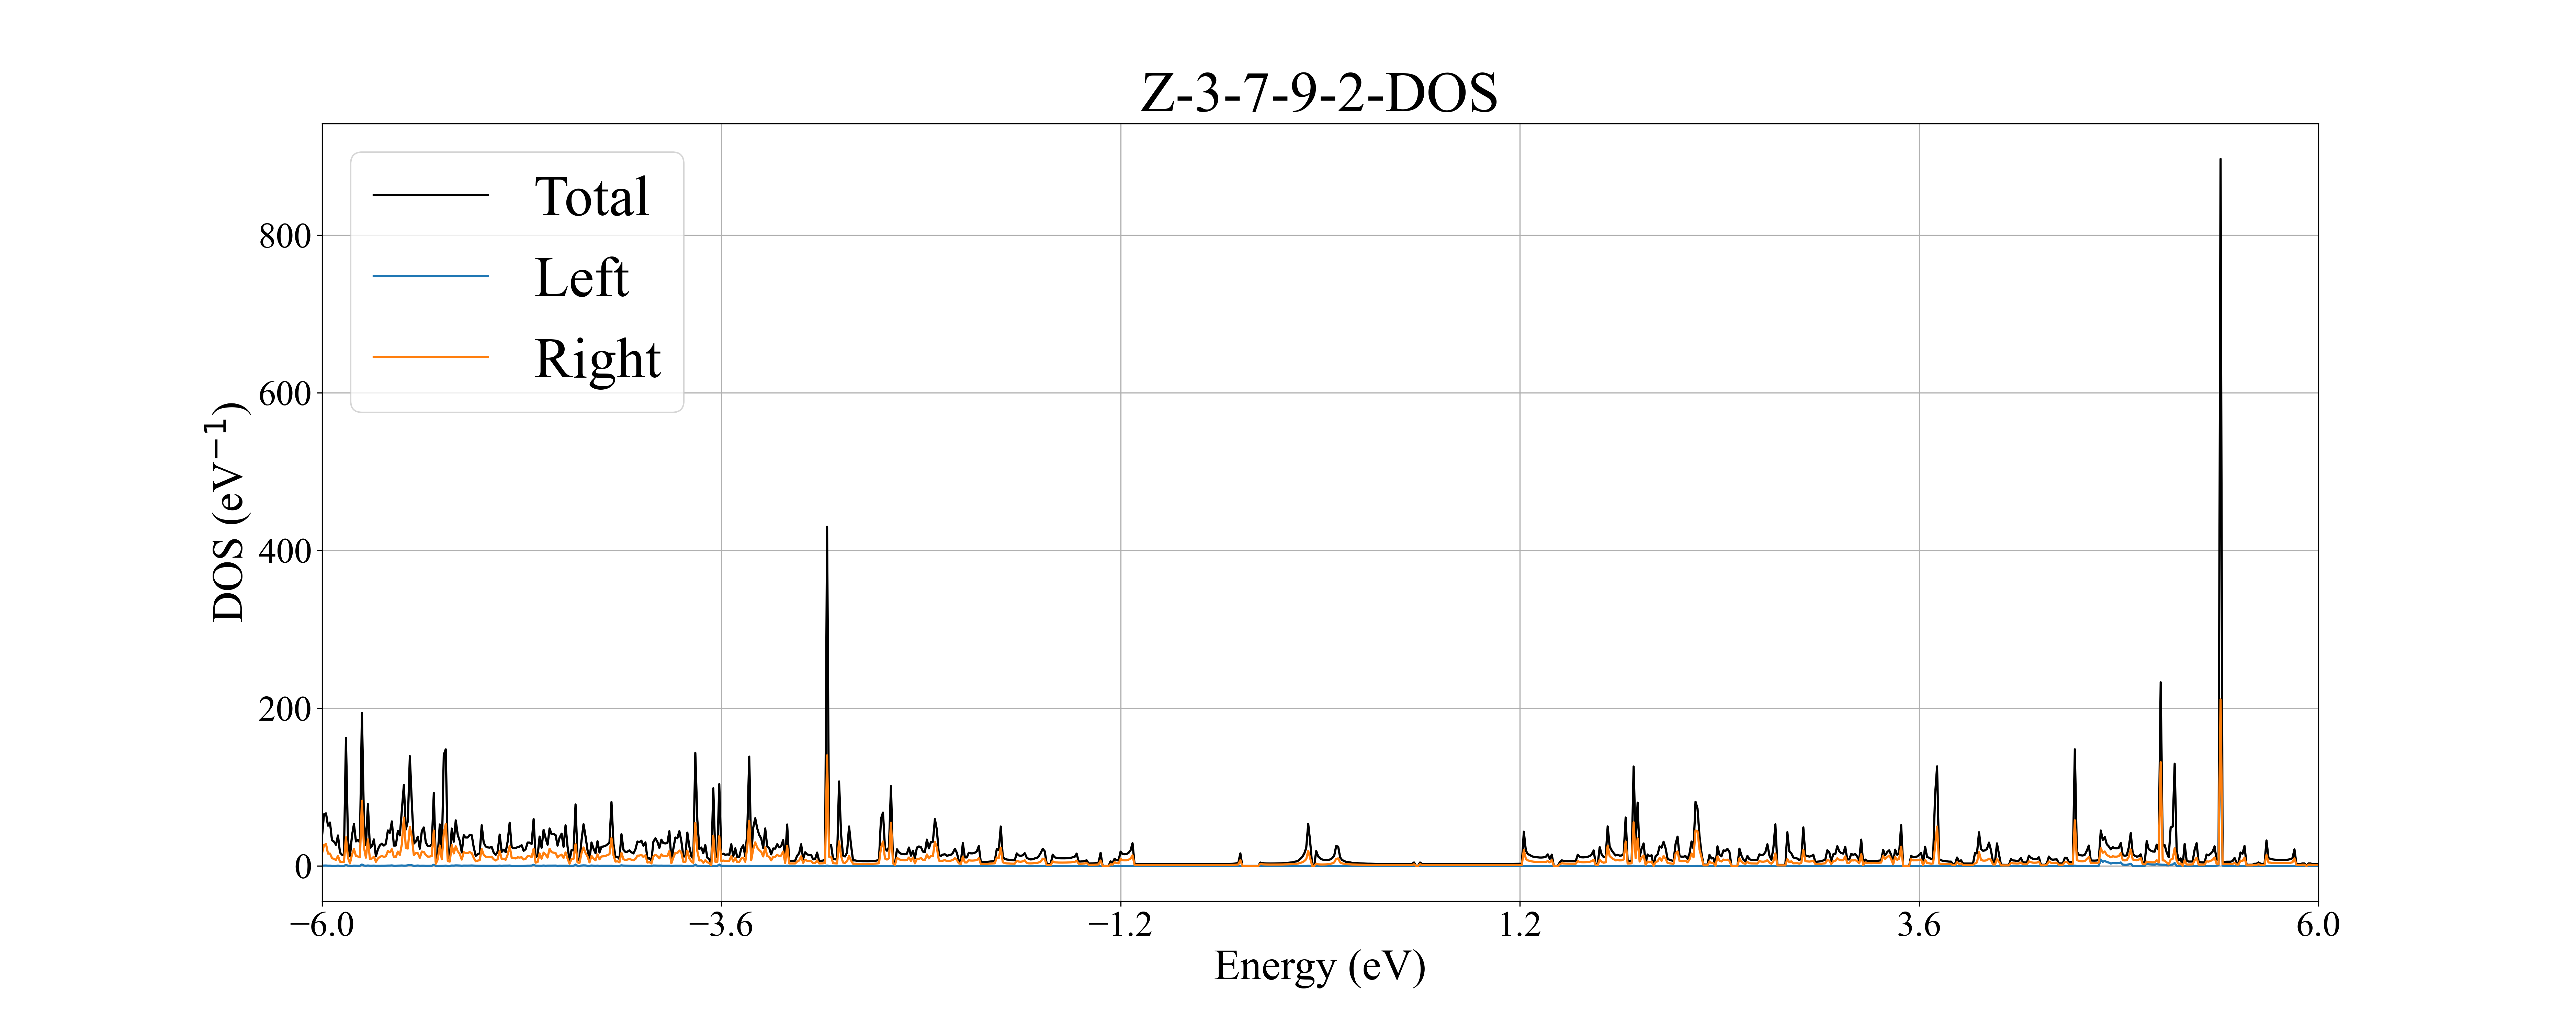 Z-3-7-9-2-DOS
Total
Left
Right
800
600
400
200
0
DOS (eV⁻¹)
−6.0 −3.6 −1.2 1.2 3.6 6.0
Energy (eV)